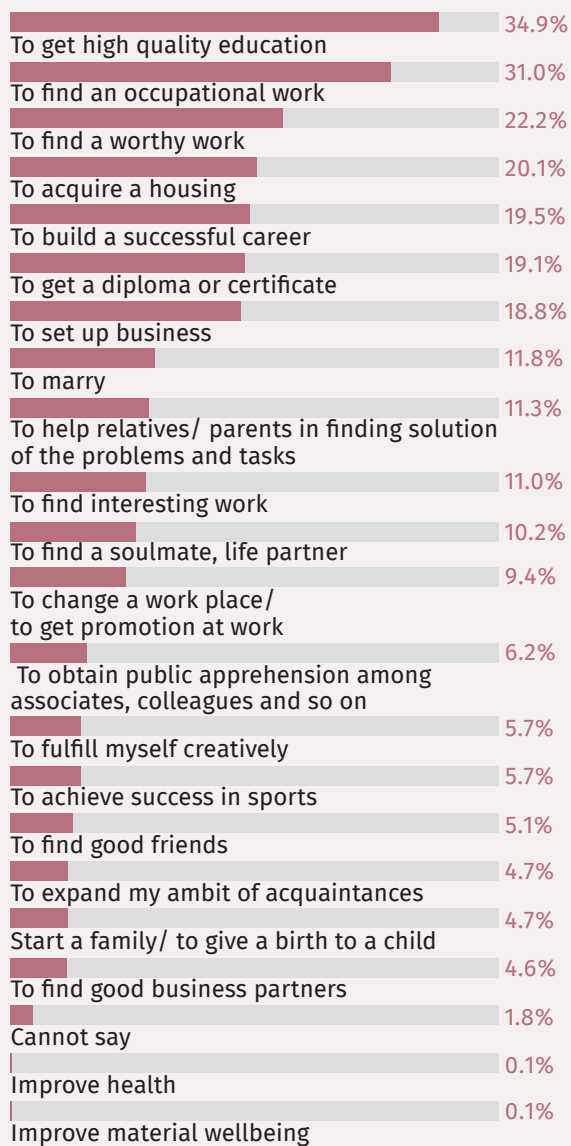 34.9%
To get high quality education
31.0%
To find an occupational work
22.2%
To find a worthy work
20.1%
To acquire a housing
19.5%
To build a successful career
19.1%
To get a diploma or certificate
18.8%
To set up business
11.8%
To marry
11.3%
To help relatives/ parents in finding solution
of the problems and tasks
11.0%
To find interesting work
10.2%
To find a soulmate, life partner
9.4%
To change a work place/
to get promotion at work
6.2%
To obtain public apprehension among
associates, colleagues and so on
5.7%
To fulfill myself creatively
5.7%
To achieve success in sports
5.1%
To find good friends
4.7%
To expand my ambit of acquaintances
4.7%
Start a family/ to give a birth to a child
4.6%
To find good business partners
1.8%
Cannot say
0.1%
Improve health
0.1%
Improve material wellbeing